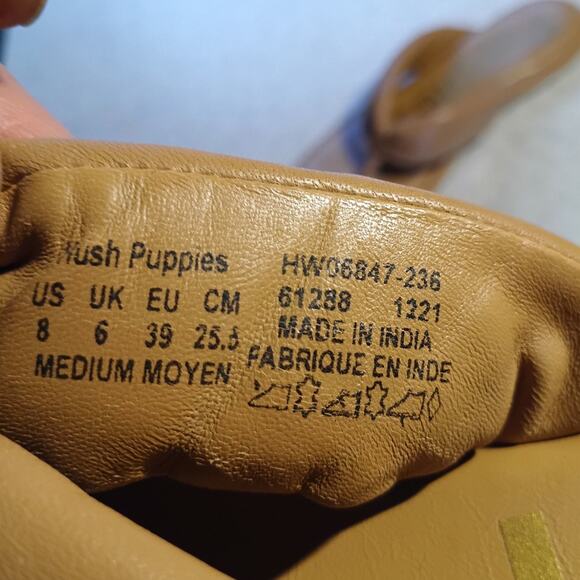 Hush Puppies
US UK EU CM
8 6 39 25.5
MEDIUM MOYEN
HW06847-236
61288 1221
MADE IN INDIA
FABRIQUE EN INDE